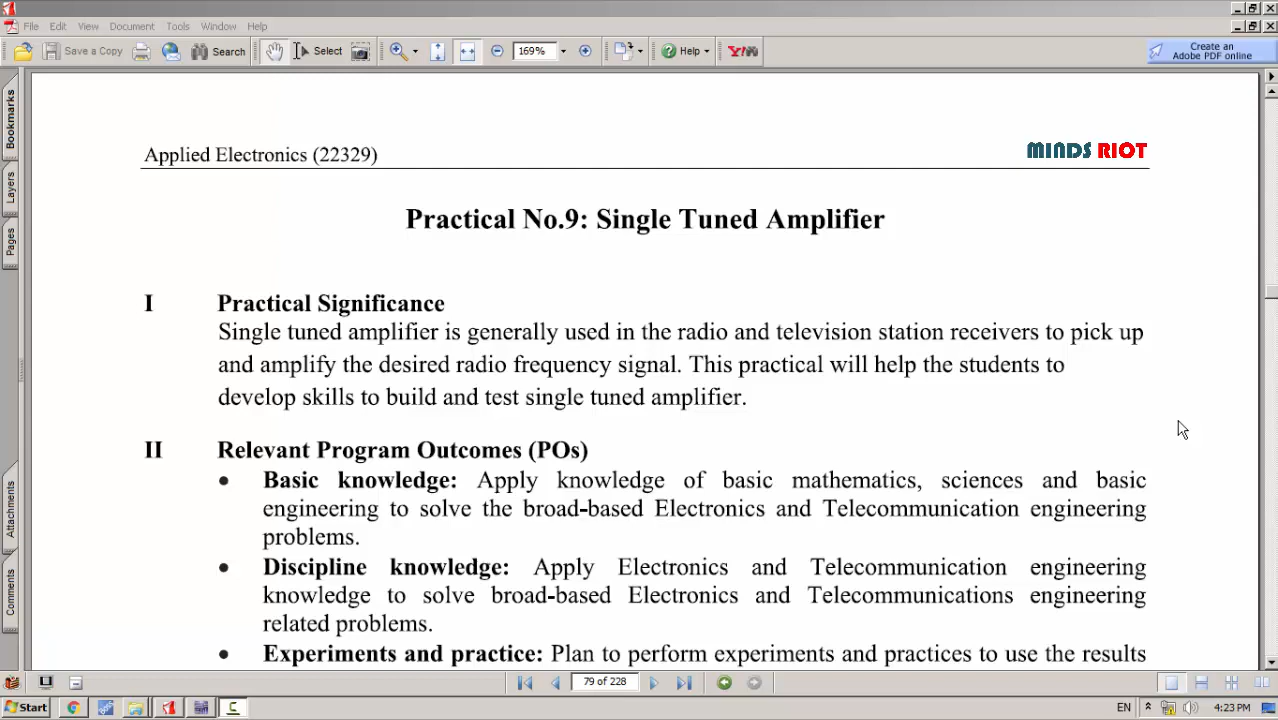 File Edit View Document Tools Window Help
Save a Copy Search Select 169% Help Y! Create an Adobe PDF online
Bookmarks
Layers
Pages
Attachments
Comments
Applied Electronics (22329) MINDS RIOT
Practical No.9: Single Tuned Amplifier
I Practical Significance
Single tuned amplifier is generally used in the radio and television station receivers to pick up
and amplify the desired radio frequency signal. This practical will help the students to
develop skills to build and test single tuned amplifier.
II Relevant Program Outcomes (POs)
• Basic knowledge: Apply knowledge of basic mathematics, sciences and basic
engineering to solve the broad-based Electronics and Telecommunication engineering
problems.
• Discipline knowledge: Apply Electronics and Telecommunication engineering
knowledge to solve broad-based Electronics and Telecommunications engineering
related problems.
• Experiments and practice: Plan to perform experiments and practices to use the results
79 of 228
Start EN 4:23 PM